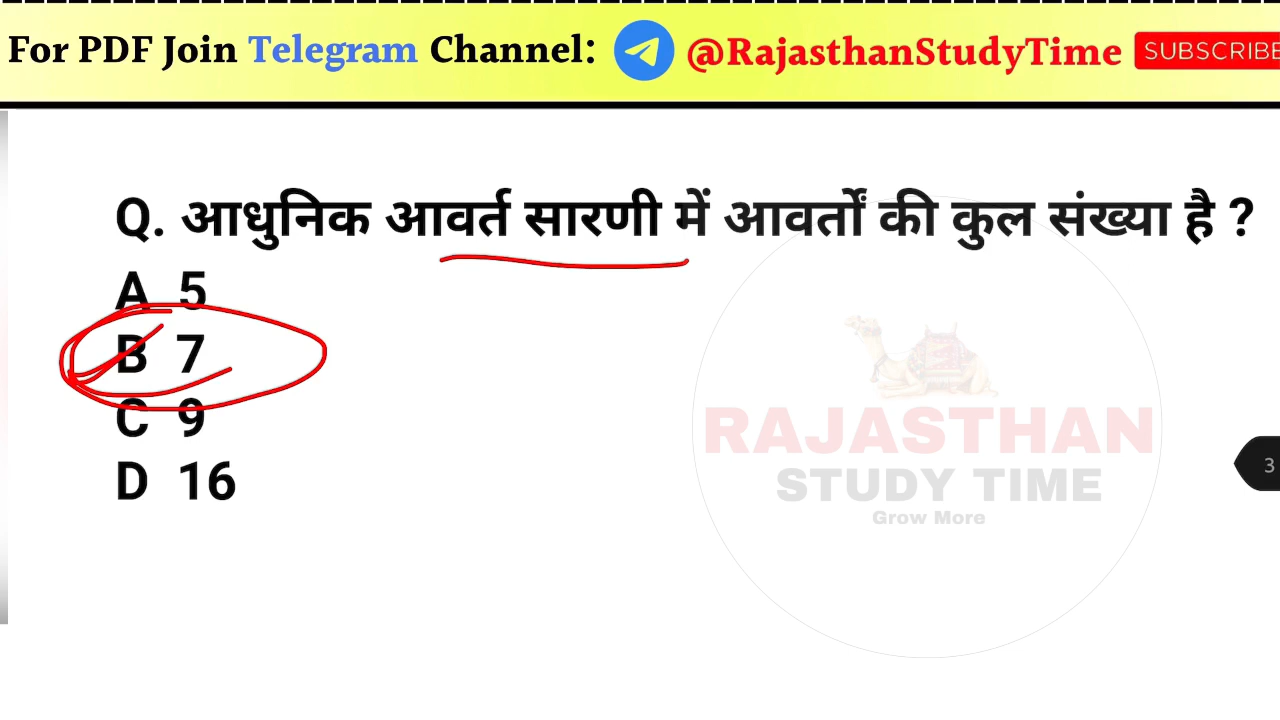 For PDF Join Telegram Channel: @RajasthanStudyTime SUBSCRIBE
Q. आधुनिक आवर्त सारणी में आवर्तों की कुल संख्या है ?
A 5
B 7
C 9
D 16
RAJASTHAN
STUDY TIME
Grow More
3